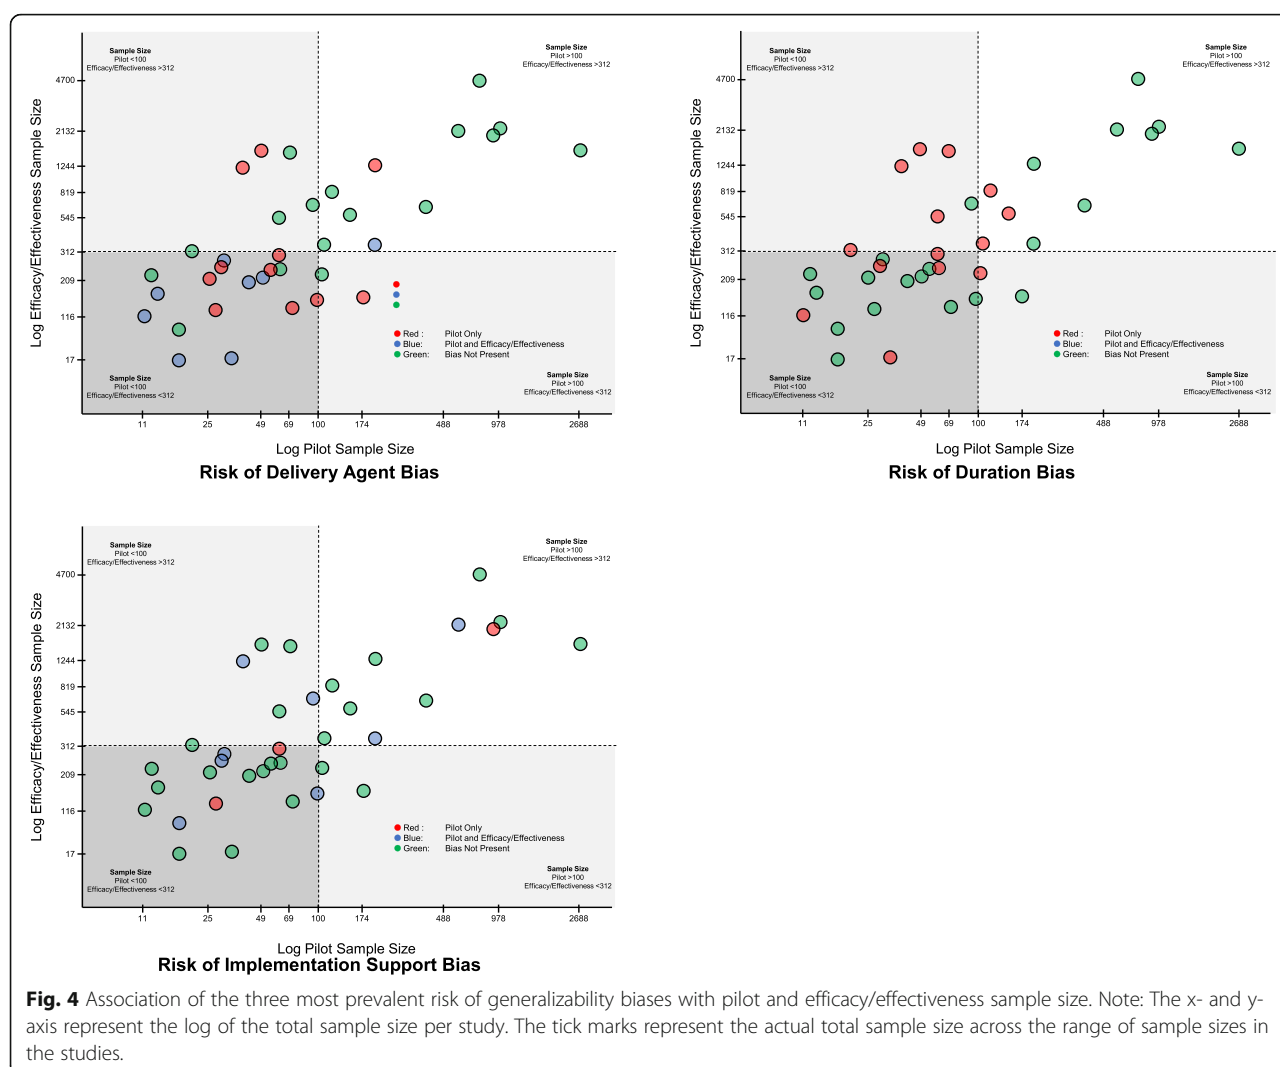 Sample Size
Pilot <100
Efficacy/Effectiveness >312
Sample Size
Pilot >100
Efficacy/Effectiveness >312
4700
2132
1244
819
545
312
209
116
17
Log Efficacy/Effectiveness Sample Size
Red : Pilot Only
Blue: Pilot and Efficacy/Effectiveness
Green: Bias Not Present
Sample Size
Pilot <100
Efficacy/Effectiveness <312
Sample Size
Pilot >100
Efficacy/Effectiveness <312
11 25 49 69 100 174 488 978 2688
Log Pilot Sample Size
Risk of Delivery Agent Bias
Sample Size
Pilot <100
Efficacy/Effectiveness >312
Sample Size
Pilot >100
Efficacy/Effectiveness >312
4700
2132
1244
819
545
312
209
116
17
Log Efficacy/Effectiveness Sample Size
Red : Pilot Only
Blue: Pilot and Efficacy/Effectiveness
Green: Bias Not Present
Sample Size
Pilot <100
Efficacy/Effectiveness <312
Sample Size
Pilot >100
Efficacy/Effectiveness <312
11 25 49 69 100 174 488 978 2688
Log Pilot Sample Size
Risk of Duration Bias
Sample Size
Pilot <100
Efficacy/Effectiveness >312
Sample Size
Pilot >100
Efficacy/Effectiveness >312
4700
2132
1244
819
545
312
209
116
17
Log Efficacy/Effectiveness Sample Size
Red : Pilot Only
Blue: Pilot and Efficacy/Effectiveness
Green: Bias Not Present
Sample Size
Pilot <100
Efficacy/Effectiveness <312
Sample Size
Pilot >100
Efficacy/Effectiveness <312
11 25 49 69 100 174 488 978 2688
Log Pilot Sample Size
Risk of Implementation Support Bias
Fig. 4 Association of the three most prevalent risk of generalizability biases with pilot and efficacy/effectiveness sample size. Note: The x- and y-
axis represent the log of the total sample size per study. The tick marks represent the actual total sample size across the range of sample sizes in
the studies.